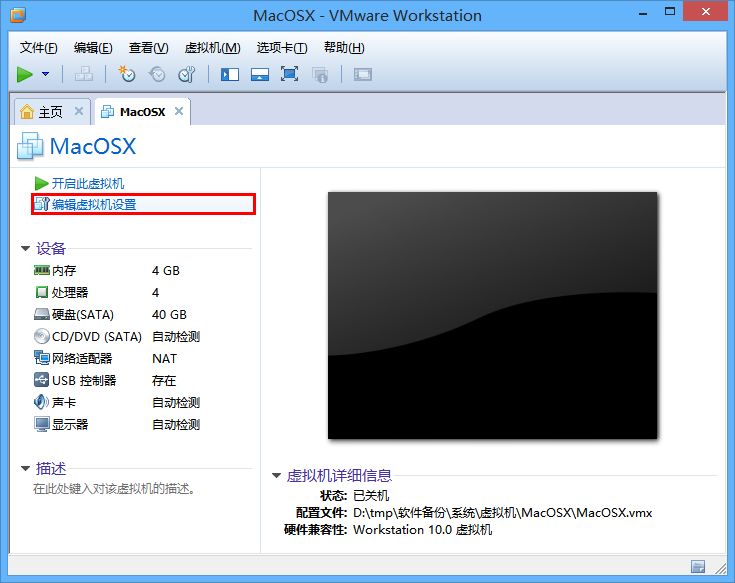 MacOSX - VMware Workstation
文件(F) 编辑(E) 查看(V) 虚拟机(M) 选项卡(T) 帮助(H)
主页 MacOSX
MacOSX
开启此虚拟机
编辑虚拟机设置
设备
内存 4 GB
处理器 4
硬盘(SATA) 40 GB
CD/DVD (SATA) 自动检测
网络适配器 NAT
USB 控制器 存在
声卡 自动检测
显示器 自动检测
描述
在此处键入对该虚拟机的描述。
虚拟机详细信息
状态: 已关机
配置文件: D:\tmp\软件备份\系统\虚拟机\MacOSX\MacOSX.vmx
硬件兼容性: Workstation 10.0 虚拟机